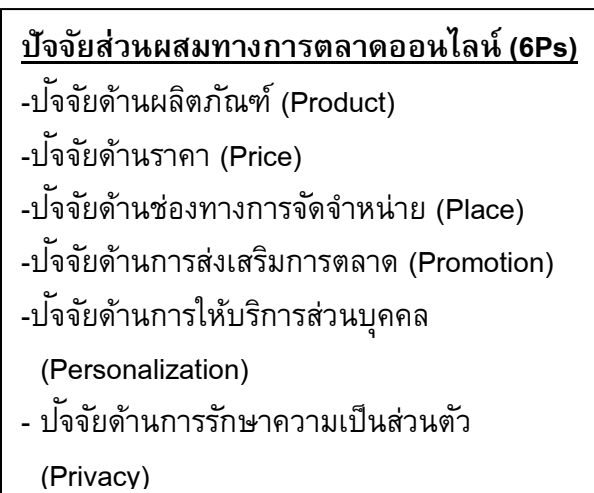 ปัจจัยส่วนผสมทางการตลาดออนไลน์ (6Ps)
-ปัจจัยด้านผลิตภัณฑ์ (Product)
-ปัจจัยด้านราคา (Price)
-ปัจจัยด้านช่องทางการจัดจำหน่าย (Place)
-ปัจจัยด้านการส่งเสริมการตลาด (Promotion)
-ปัจจัยด้านการให้บริการส่วนบุคคล
(Personalization)
- ปัจจัยด้านการรักษาความเป็นส่วนตัว
(Privacy)